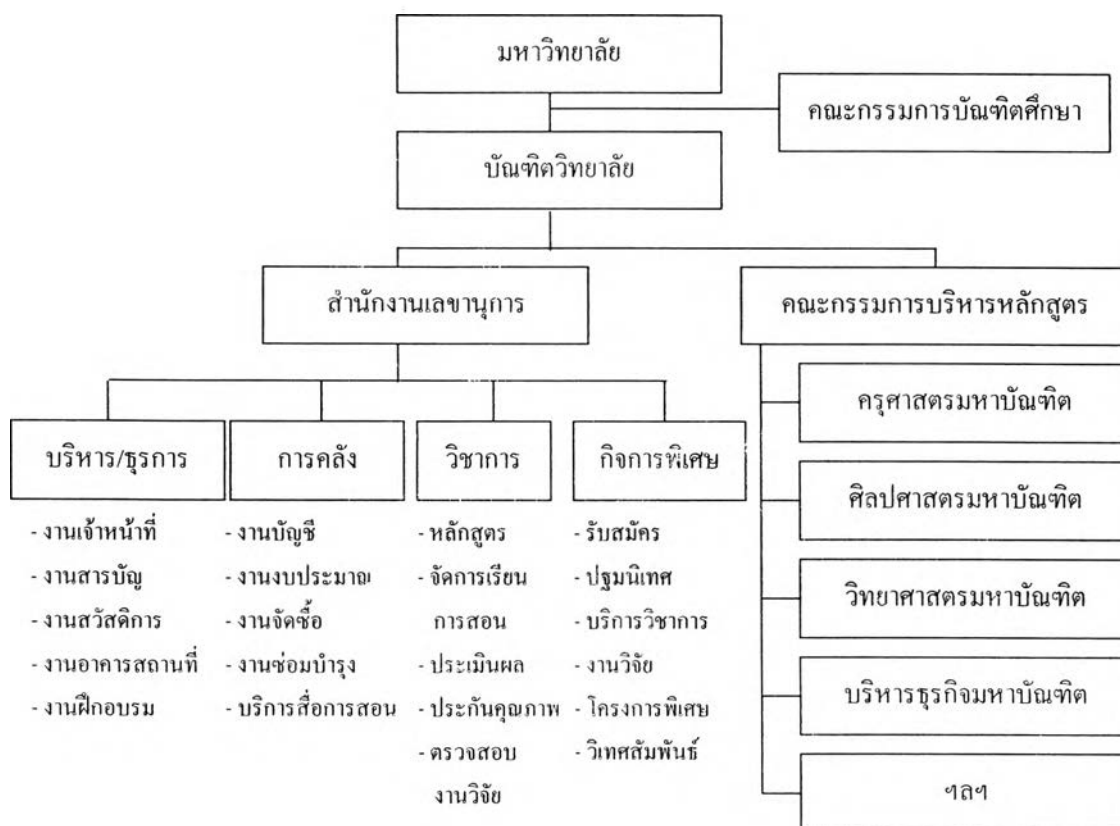 มหาวิทยาลัย
คณะกรรมการบัณฑิตศึกษา
บัณฑิตวิทยาลัย
สำนักงานเลขานุการ
คณะกรรมการบริหารหลักสูตร
บริหาร/ธุรการ
- งานเจ้าหน้าที่
- งานสารบัญ
- งานสวัสดิการ
- งานอาคารสถานที่
- งานฝึกอบรม
การคลัง
- งานบัญชี
- งานงบประมาณ
- งานจัดซื้อ
- งานซ่อมบำรุง
- บริการสื่อการสอน
วิชาการ
- หลักสูตร
- จัดการเรียน
การสอน
- ประเมินผล
- ประกันคุณภาพ
- ตรวจสอบ
งานวิจัย
กิจการพิเศษ
- รับสมัคร
- ปฐมนิเทศ
- บริการวิชาการ
- งานวิจัย
- โครงการพิเศษ
- วิเทศสัมพันธ์
ครุศาสตรมหาบัณฑิต
ศิลปศาสตรมหาบัณฑิต
วิทยาศาสตรมหาบัณฑิต
บริหารธุรกิจมหาบัณฑิต
ฯลฯ